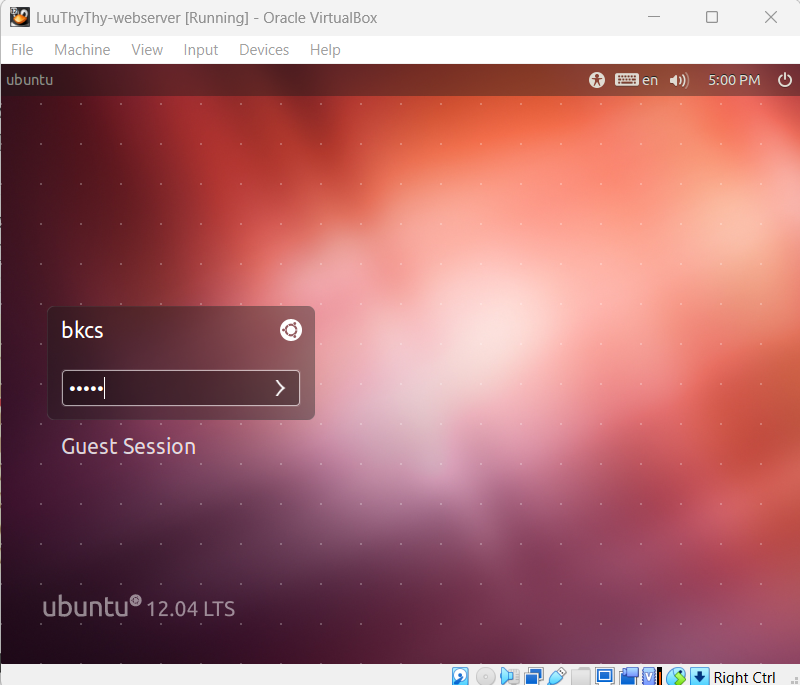 LuuThyThy-webserver [Running] - Oracle VirtualBox
File Machine View Input Devices Help
ubuntu en 5:00 PM
bkcs
•••••
Guest Session
ubuntu 12.04 LTS
V Right Ctrl